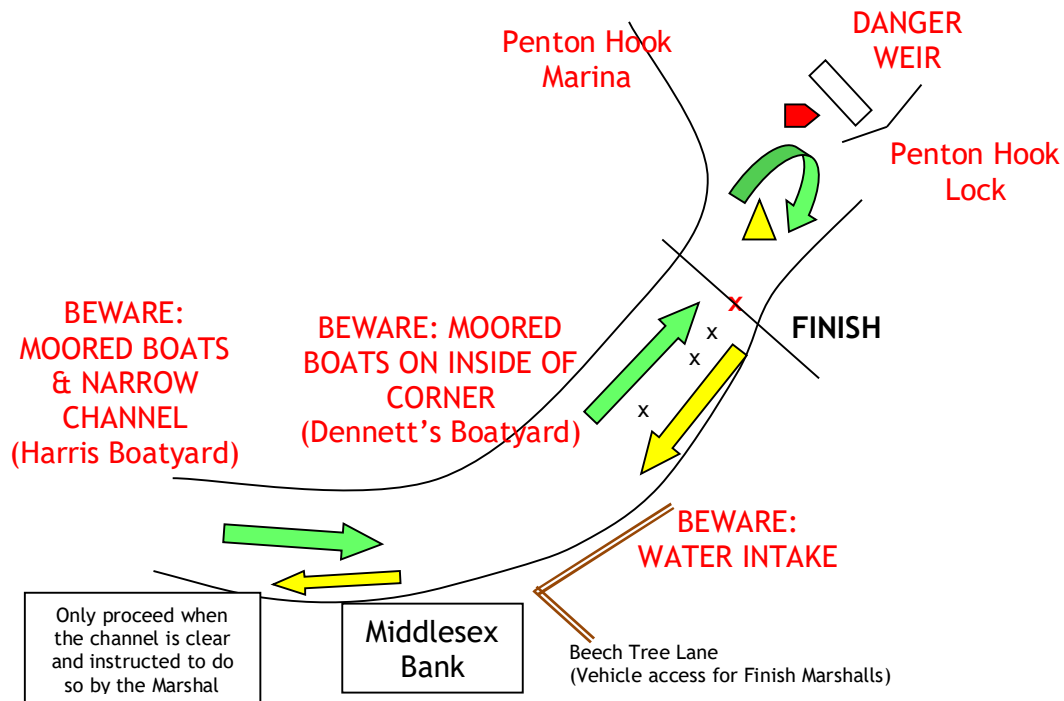 Penton Hook
Marina
DANGER
WEIR
Penton Hook
Lock
BEWARE:
MOORED BOATS
& NARROW
CHANNEL
(Harris Boatyard)
BEWARE: MOORED
BOATS ON INSIDE OF
CORNER
(Dennett’s Boatyard)
x
x
x
x
FINISH
BEWARE:
WATER INTAKE
Only proceed when
the channel is clear
and instructed to do
so by the Marshal
Middlesex
Bank
Beech Tree Lane
(Vehicle access for Finish Marshalls)